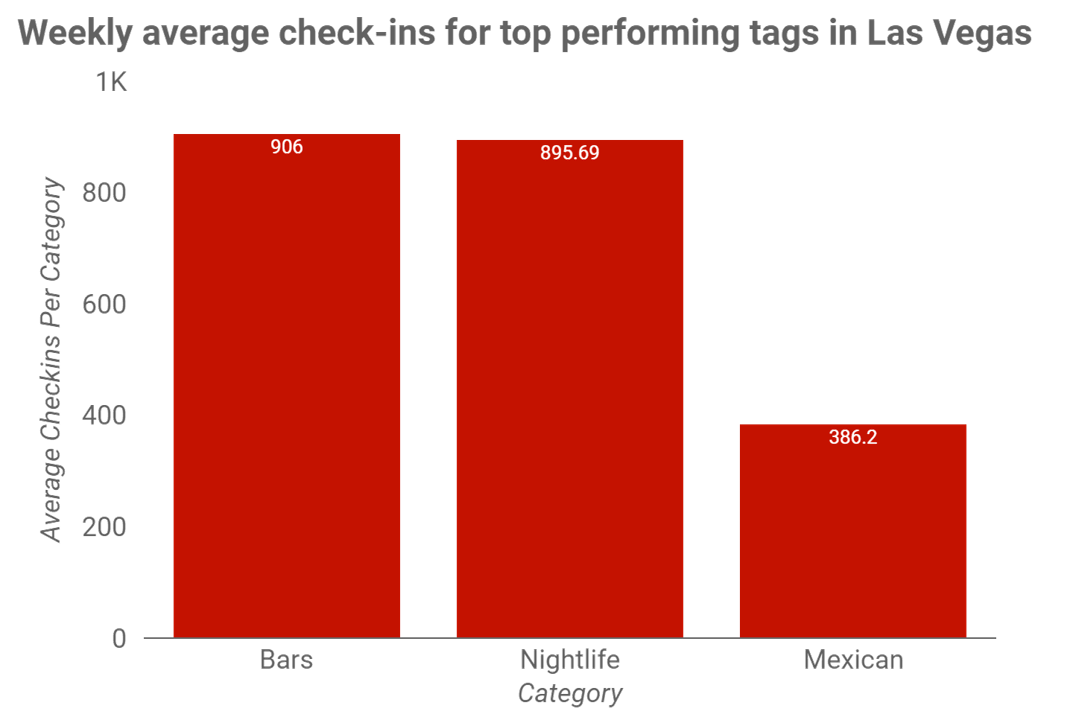 Weekly average check-ins for top performing tags in Las Vegas
1K
800
600
400
200
0
Average Checkins Per Category
906
895.69
386.2
Bars
Nightlife
Mexican
Category